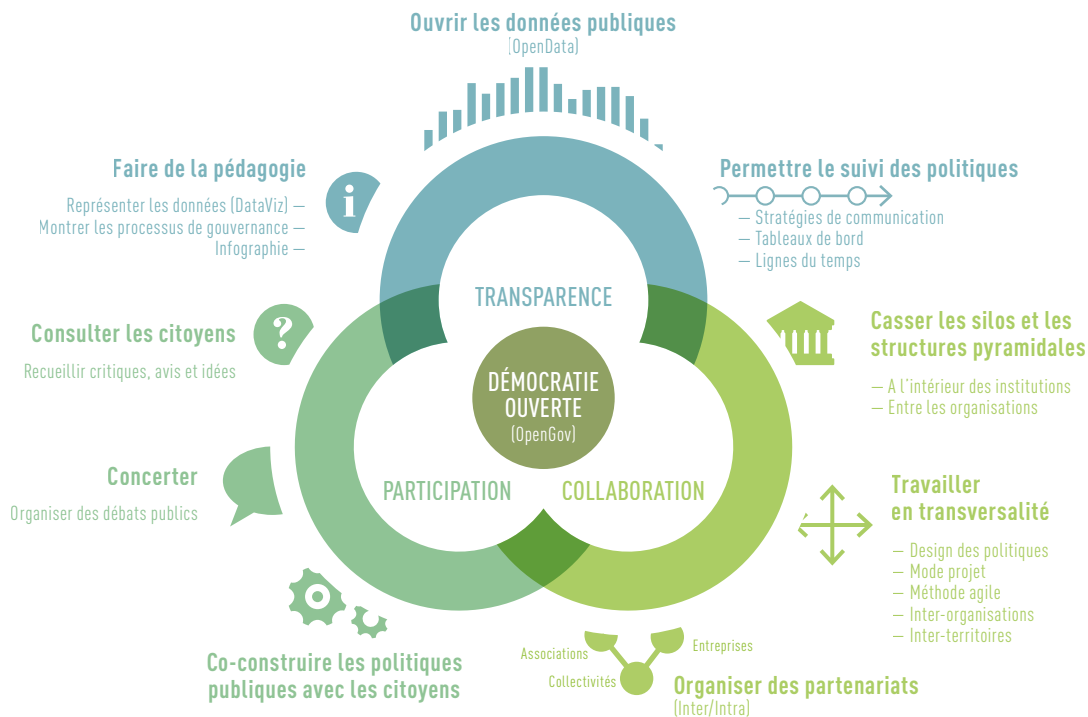 Ouvrir les données publiques
(OpenData)
Faire de la pédagogie
Représenter les données (DataViz) —
Montrer les processus de gouvernance —
Infographie —
Permettre le suivi des politiques
— Stratégies de communication
— Tableaux de bord
— Lignes du temps
TRANSPARENCE
Consulter les citoyens
Recueillir critiques, avis et idées
Casser les silos et les
structures pyramidales
— A l'intérieur des institutions
— Entre les organisations
DÉMOCRATIE
OUVERTE
(OpenGov)
PARTICIPATION
COLLABORATION
Concerter
Organiser des débats publics
Travailler
en transversalité
— Design des politiques
— Mode projet
— Méthode agile
— Inter-organisations
— Inter-territoires
Co-construire les politiques
publiques avec les citoyens
Associations
Entreprises
Collectivités
Organiser des partenariats
(Inter/Intra)